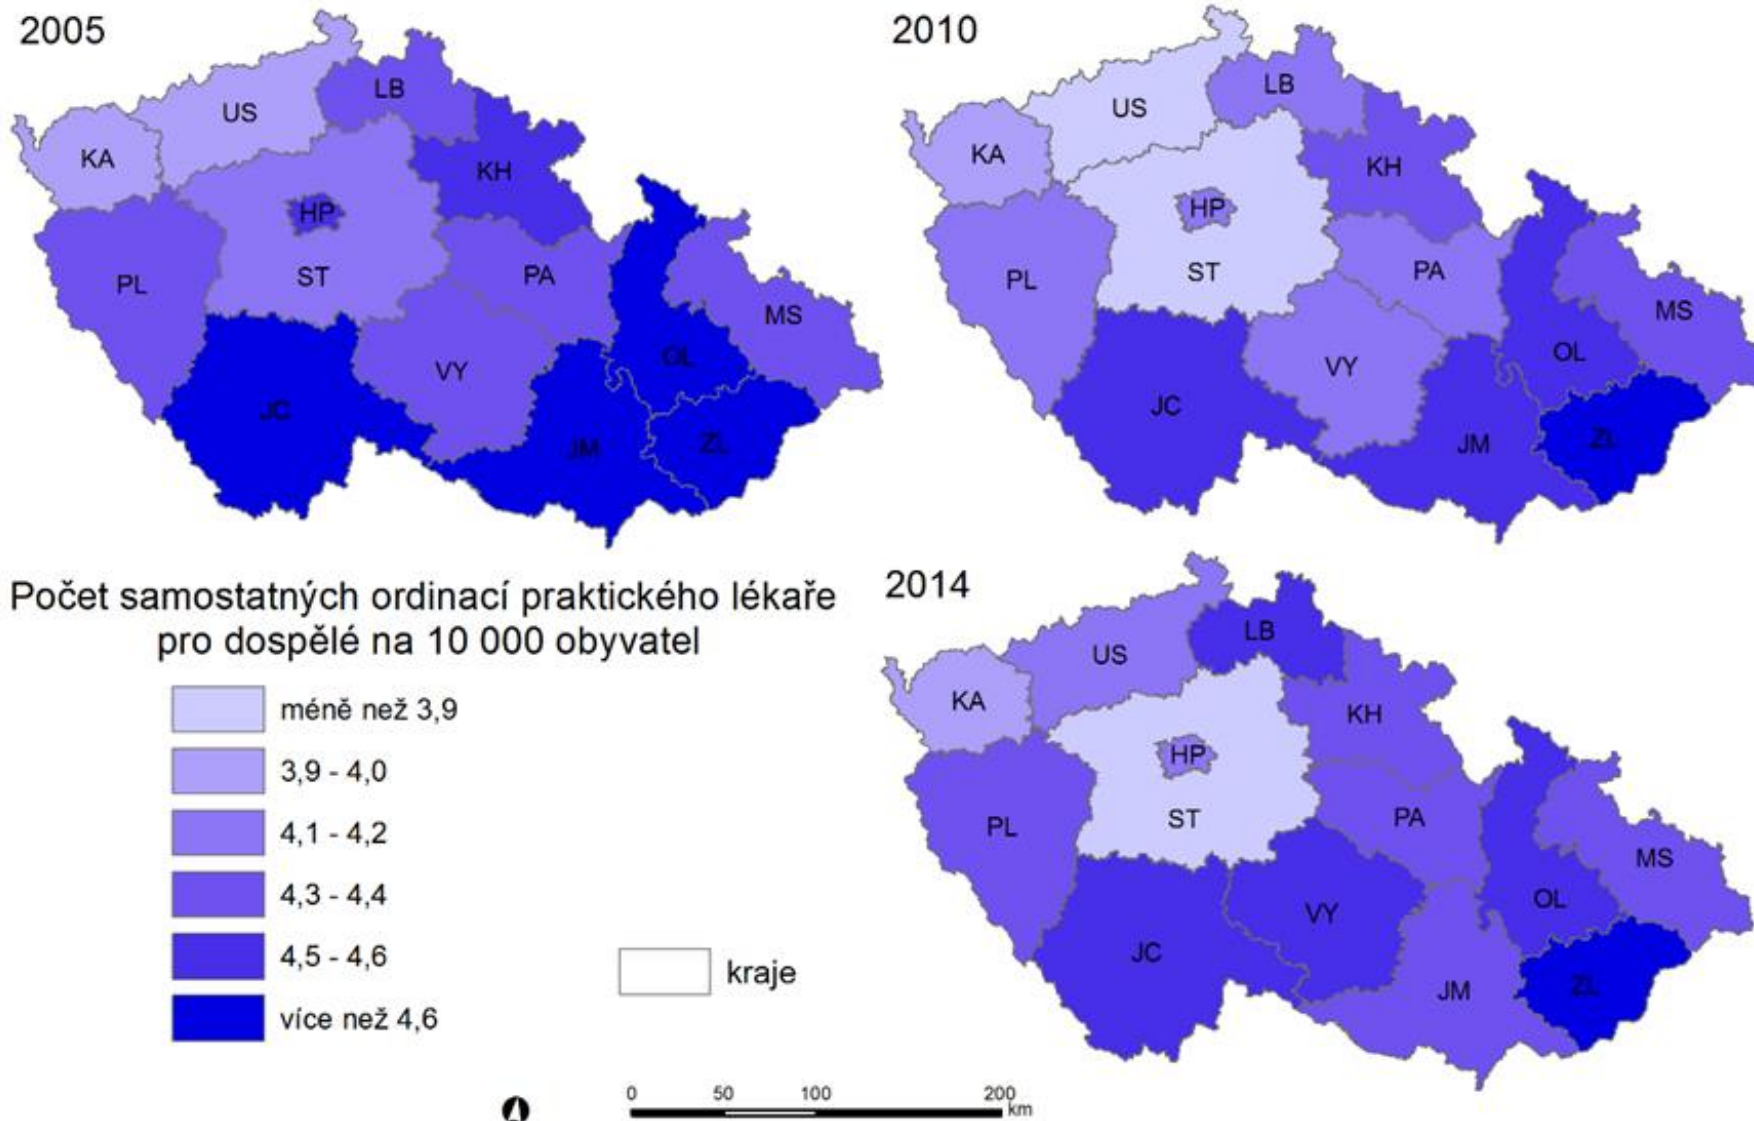 2005
US
LB
KA
KH
HP
PL
ST
PA
MS
VY
OL
JC
JM
ZL
2010
US
LB
KA
KH
HP
PL
ST
PA
MS
VY
OL
JC
JM
ZL
Počet samostatných ordinací praktického lékaře
pro dospělé na 10 000 obyvatel
méně než 3,9
3,9 - 4,0
4,1 - 4,2
4,3 - 4,4
4,5 - 4,6
více než 4,6
kraje
2014
US
LB
KA
KH
HP
PL
ST
PA
MS
VY
OL
JC
JM
ZL
0 50 100 200
km